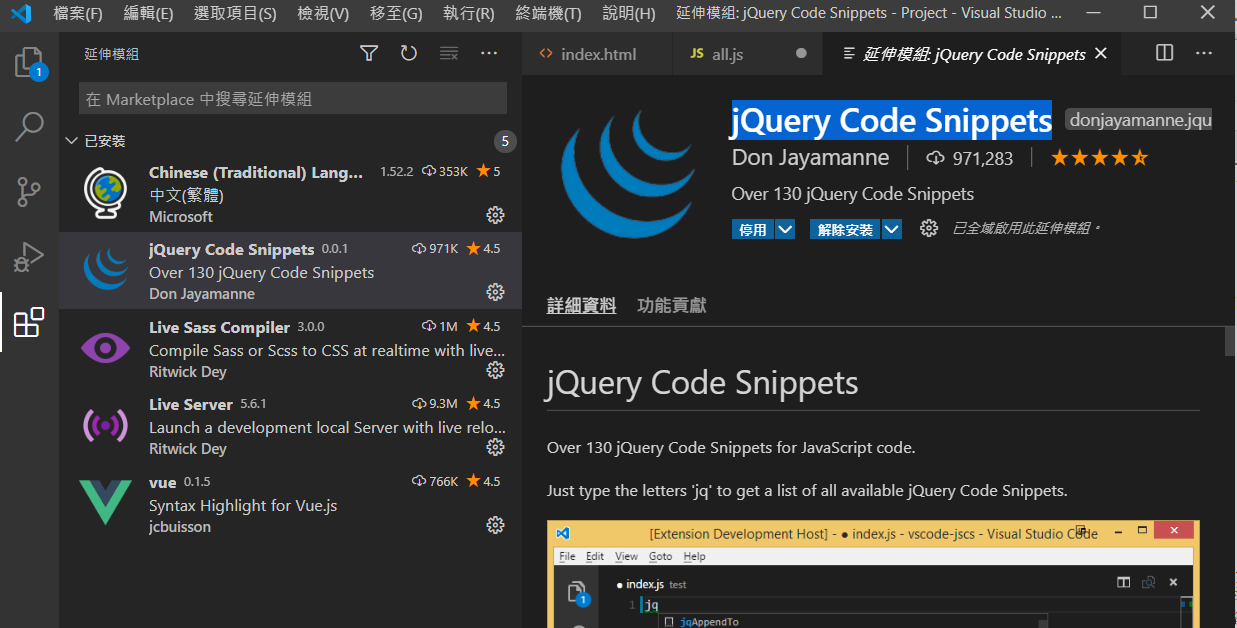 檔案(F) 編輯(E) 選取項目(S) 檢視(V) 移至(G) 執行(R) 終端機(T) 說明(H) 延伸模組: jQuery Code Snippets - Project - Visual Studio ...
1
延伸模組
在 Marketplace 中搜尋延伸模組
已安裝 5
Chinese (Traditional) Lang... 1.52.2 353K 5
中文(繁體)
Microsoft
jQuery Code Snippets 0.0.1 971K 4.5
Over 130 jQuery Code Snippets
Don Jayamanne
Live Sass Compiler 3.0.0 1M 4.5
Compile Sass or Scss to CSS at realtime with live...
Ritwick Dey
Live Server 5.6.1 9.3M 4.5
Launch a development local Server with live relo...
Ritwick Dey
vue 0.1.5 766K 4.5
Syntax Highlight for Vue.js
jcbuisson
index.html JS all.js 延伸模組: jQuery Code Snippets
jQuery Code Snippets donjayamanne.jqu
Don Jayamanne 971,283
Over 130 jQuery Code Snippets
停用 解除安裝 已全域啟用此延伸模組。
詳細資料 功能貢獻
jQuery Code Snippets
Over 130 jQuery Code Snippets for JavaScript code.
Just type the letters 'jq' to get a list of all available jQuery Code Snippets.
[Extension Development Host] - ● index.js - vscode-jscs - Visual Studio Code
File Edit View Goto Help
● index.js test
1 jq
1
jqAppendTo